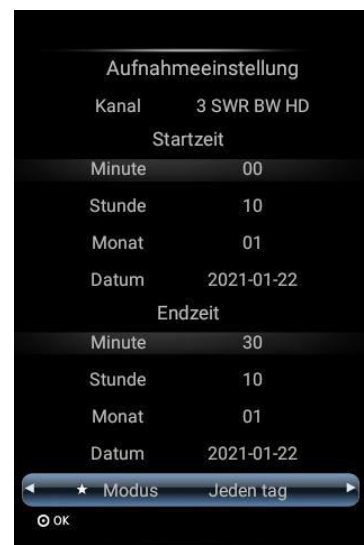 Aufnahmeeinstellung
Kanal 3 SWR BW HD
Startzeit
Minute 00
Stunde 10
Monat 01
Datum 2021-01-22
Endzeit
Minute 30
Stunde 10
Monat 01
Datum 2021-01-22
Modus Jeden tag
OK